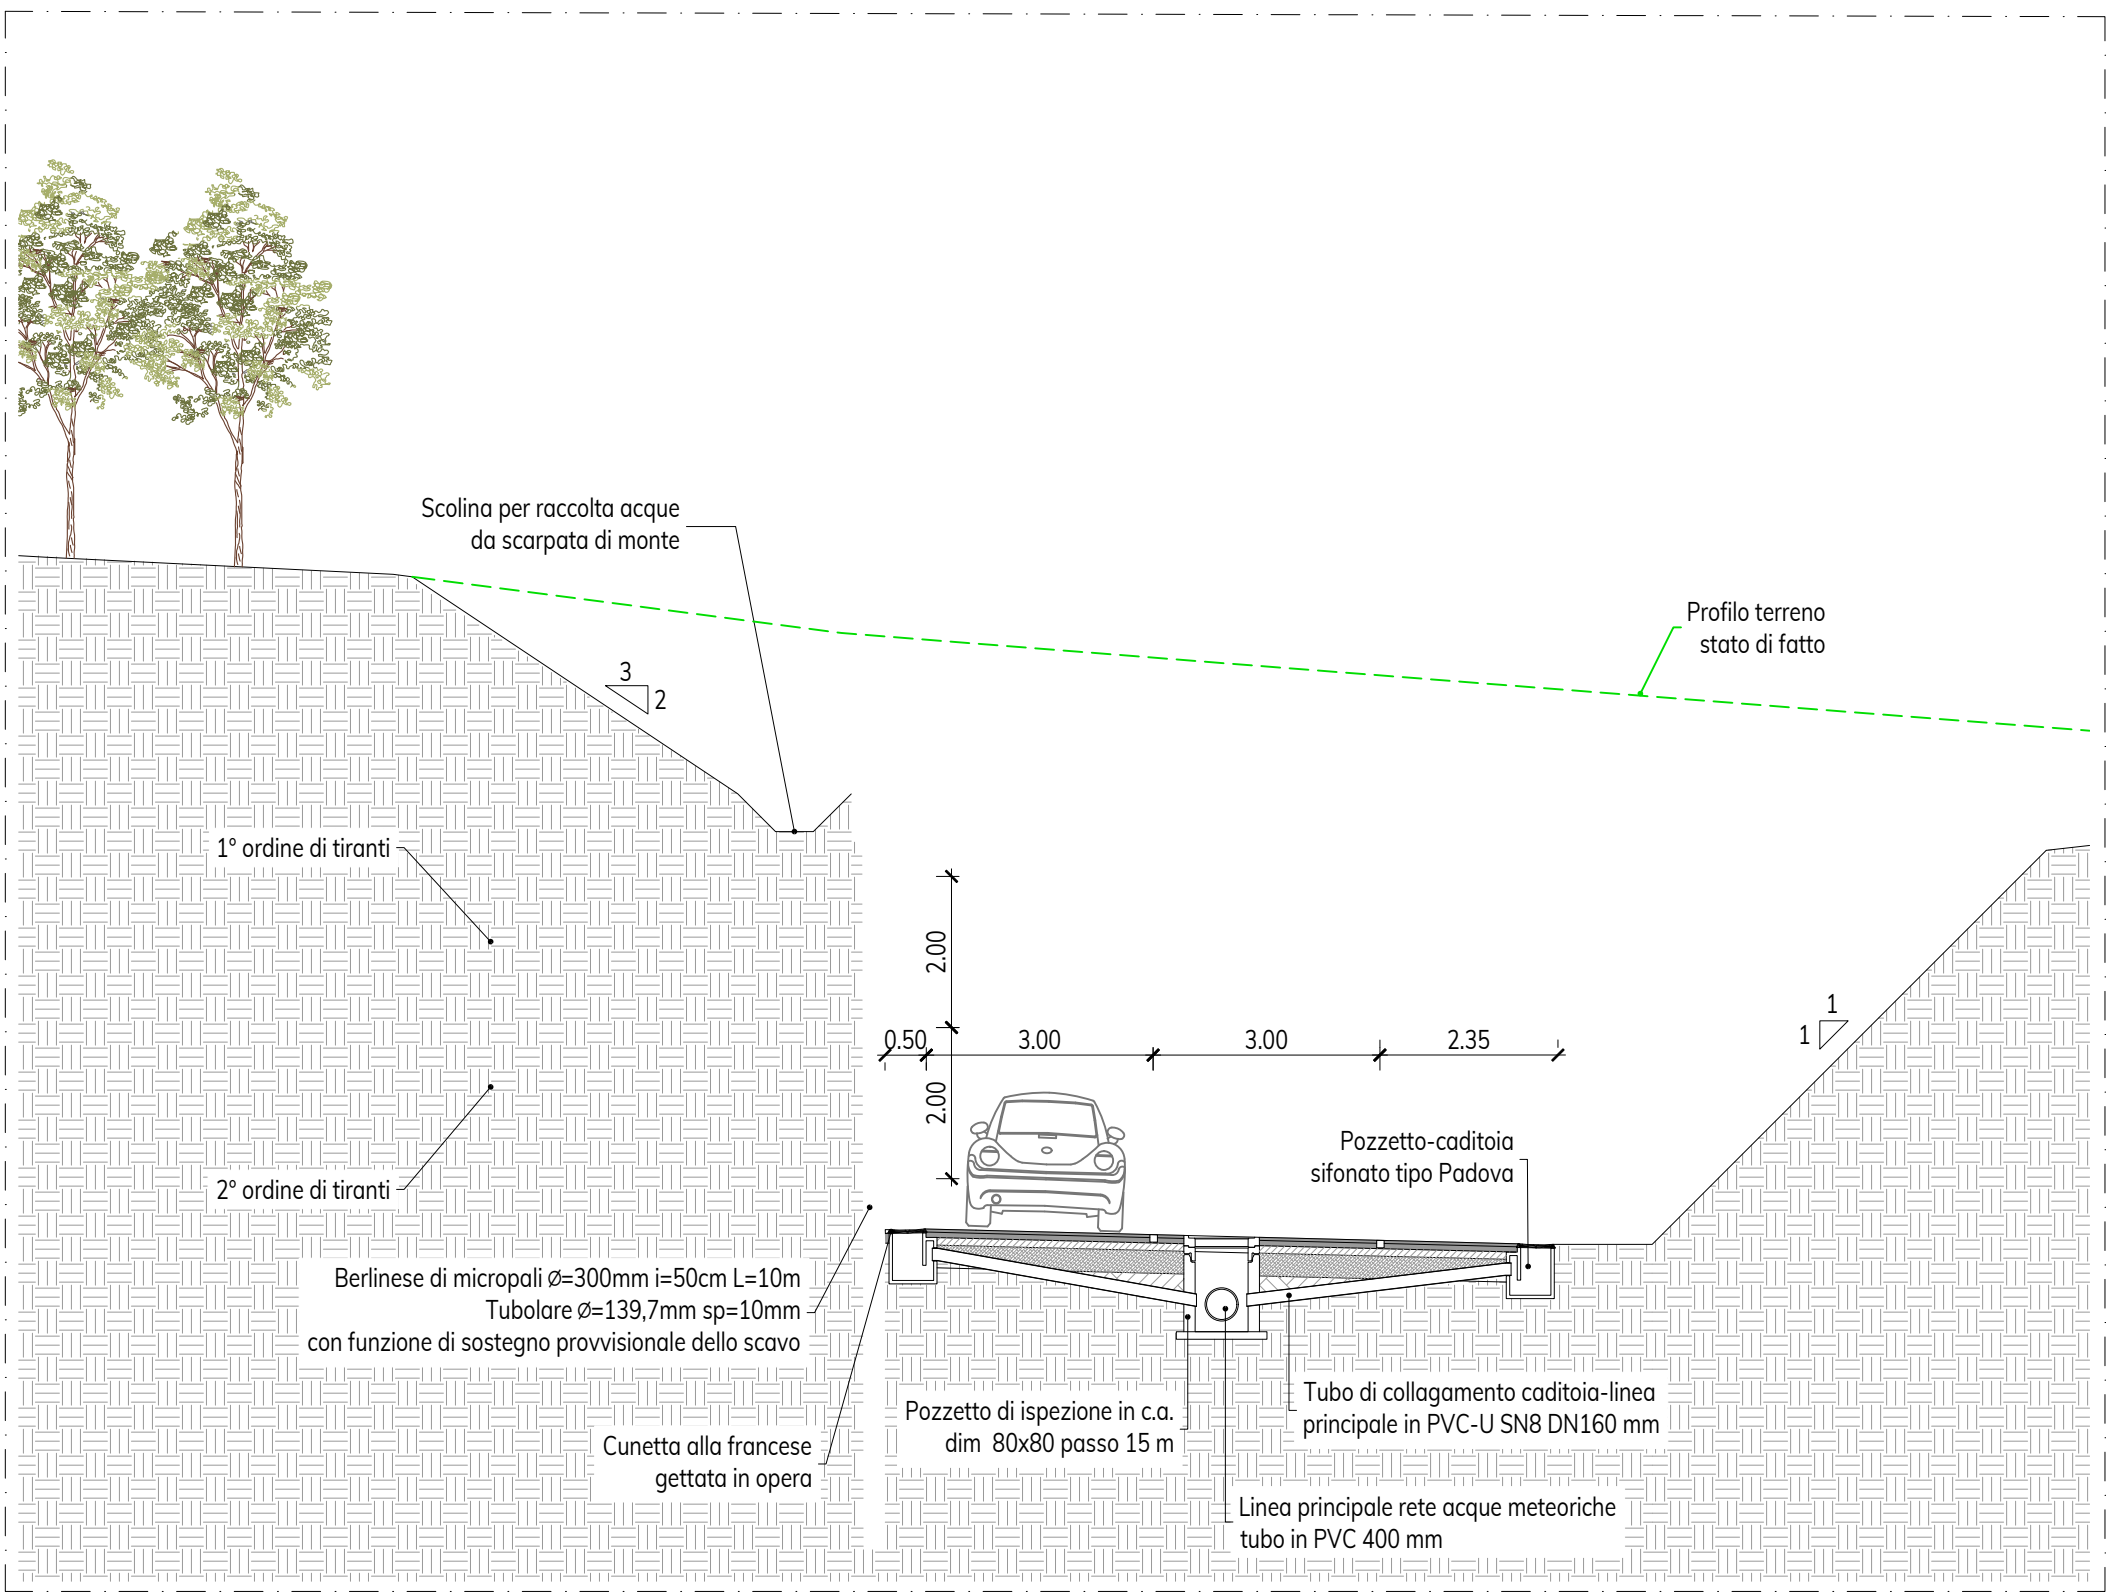 Scolina per raccolta acque
da scarpata di monte
Profilo terreno
stato di fatto
3
2
1° ordine di tiranti
2.00
1
1
0.50
3.00
3.00
2.35
2.00
Pozzetto-caditoia
sifonato tipo Padova
2° ordine di tiranti
Berlinese di micropali Ø=300mm i=50cm L=10m
Tubolare Ø=139,7mm sp=10mm
con funzione di sostegno provvisionale dello scavo
Tubo di collagamento caditoia-linea
principale in PVC-U SN8 DN160 mm
Pozzetto di ispezione in c.a.
dim 80x80 passo 15 m
Cunetta alla francese
gettata in opera
Linea principale rete acque meteoriche
tubo in PVC 400 mm